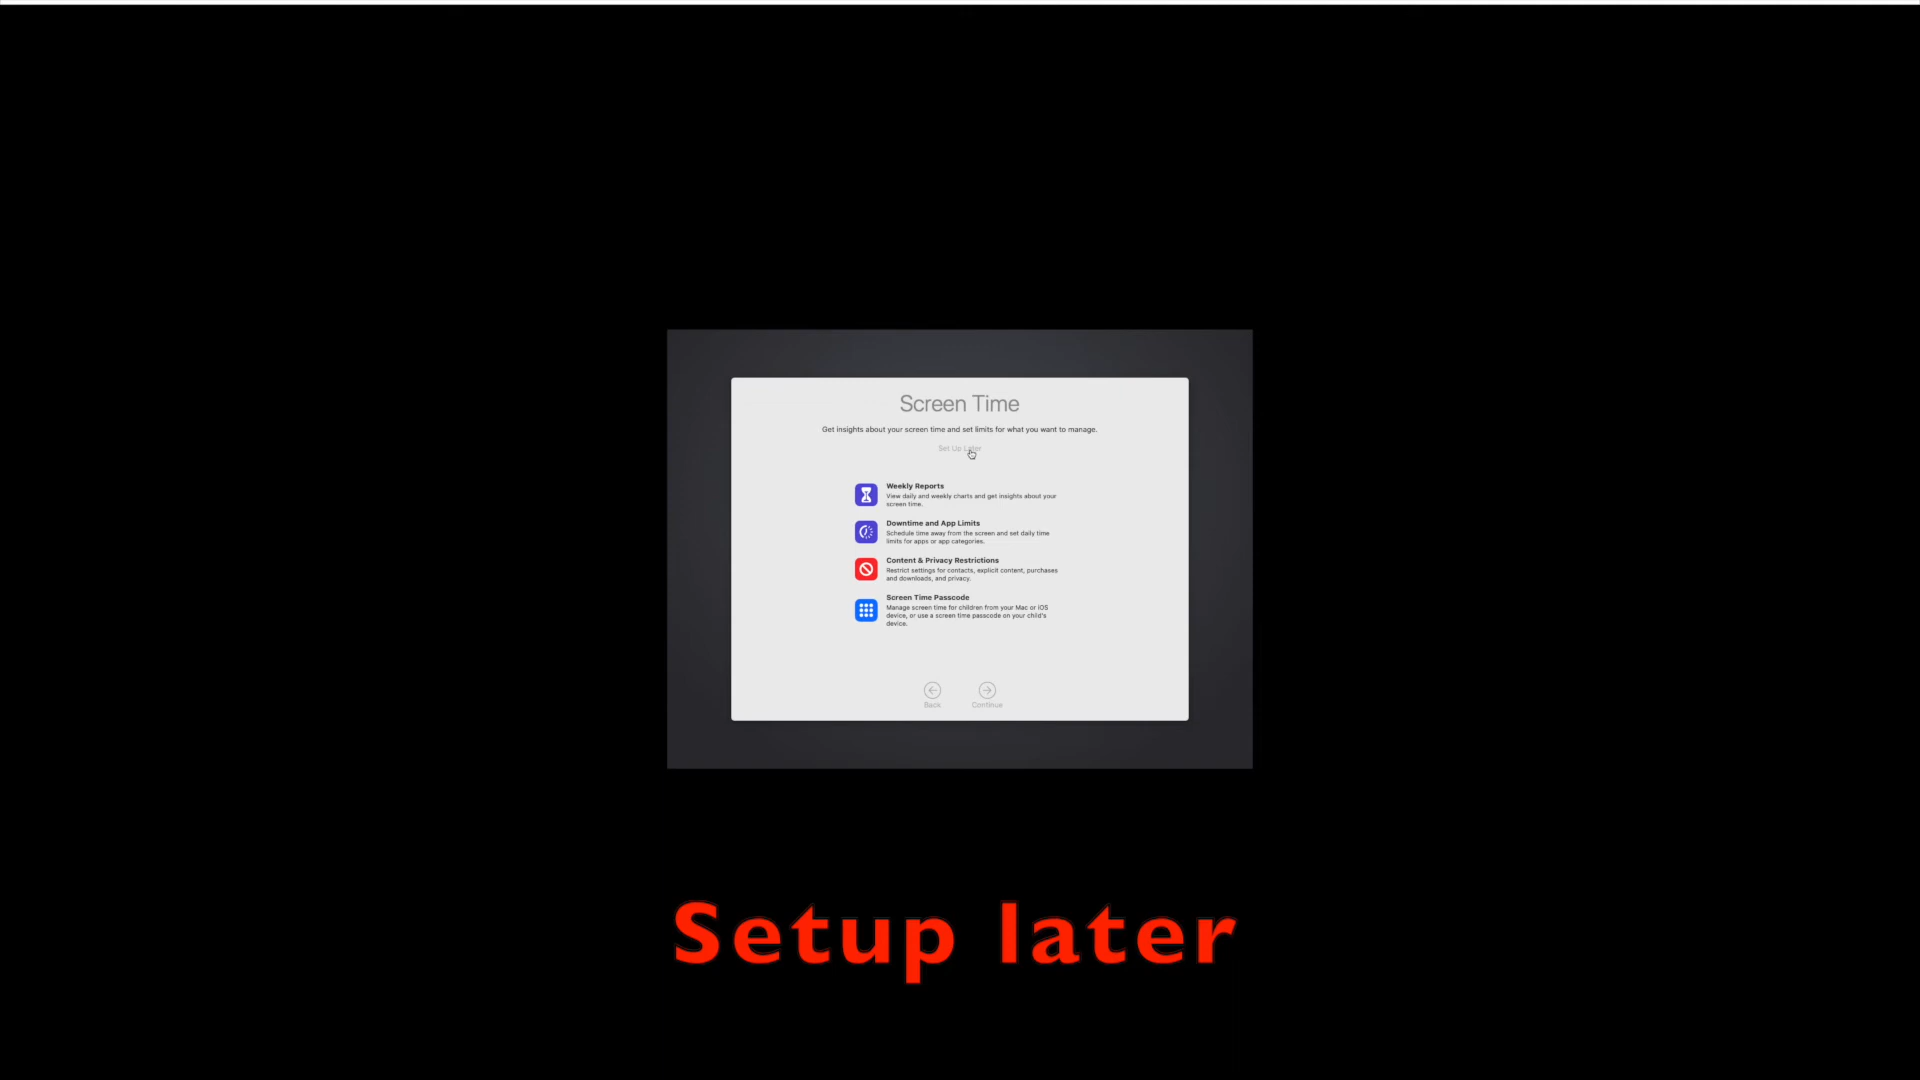 Screen Time
Get insights about your screen time and set limits for what you want to manage.
Set Up Later
Weekly Reports
View daily and weekly charts and get insights about your
screen time.
Downtime and App Limits
Schedule time away from the screen and set daily time
limits for apps or app categories.
Content & Privacy Restrictions
Restrict settings for contacts, explicit content, purchases
and downloads, and privacy.
Screen Time Passcode
Manage screen time for children from your Mac or iOS
device, or use a screen time passcode on your child's
device.
Back
Continue
Setup later